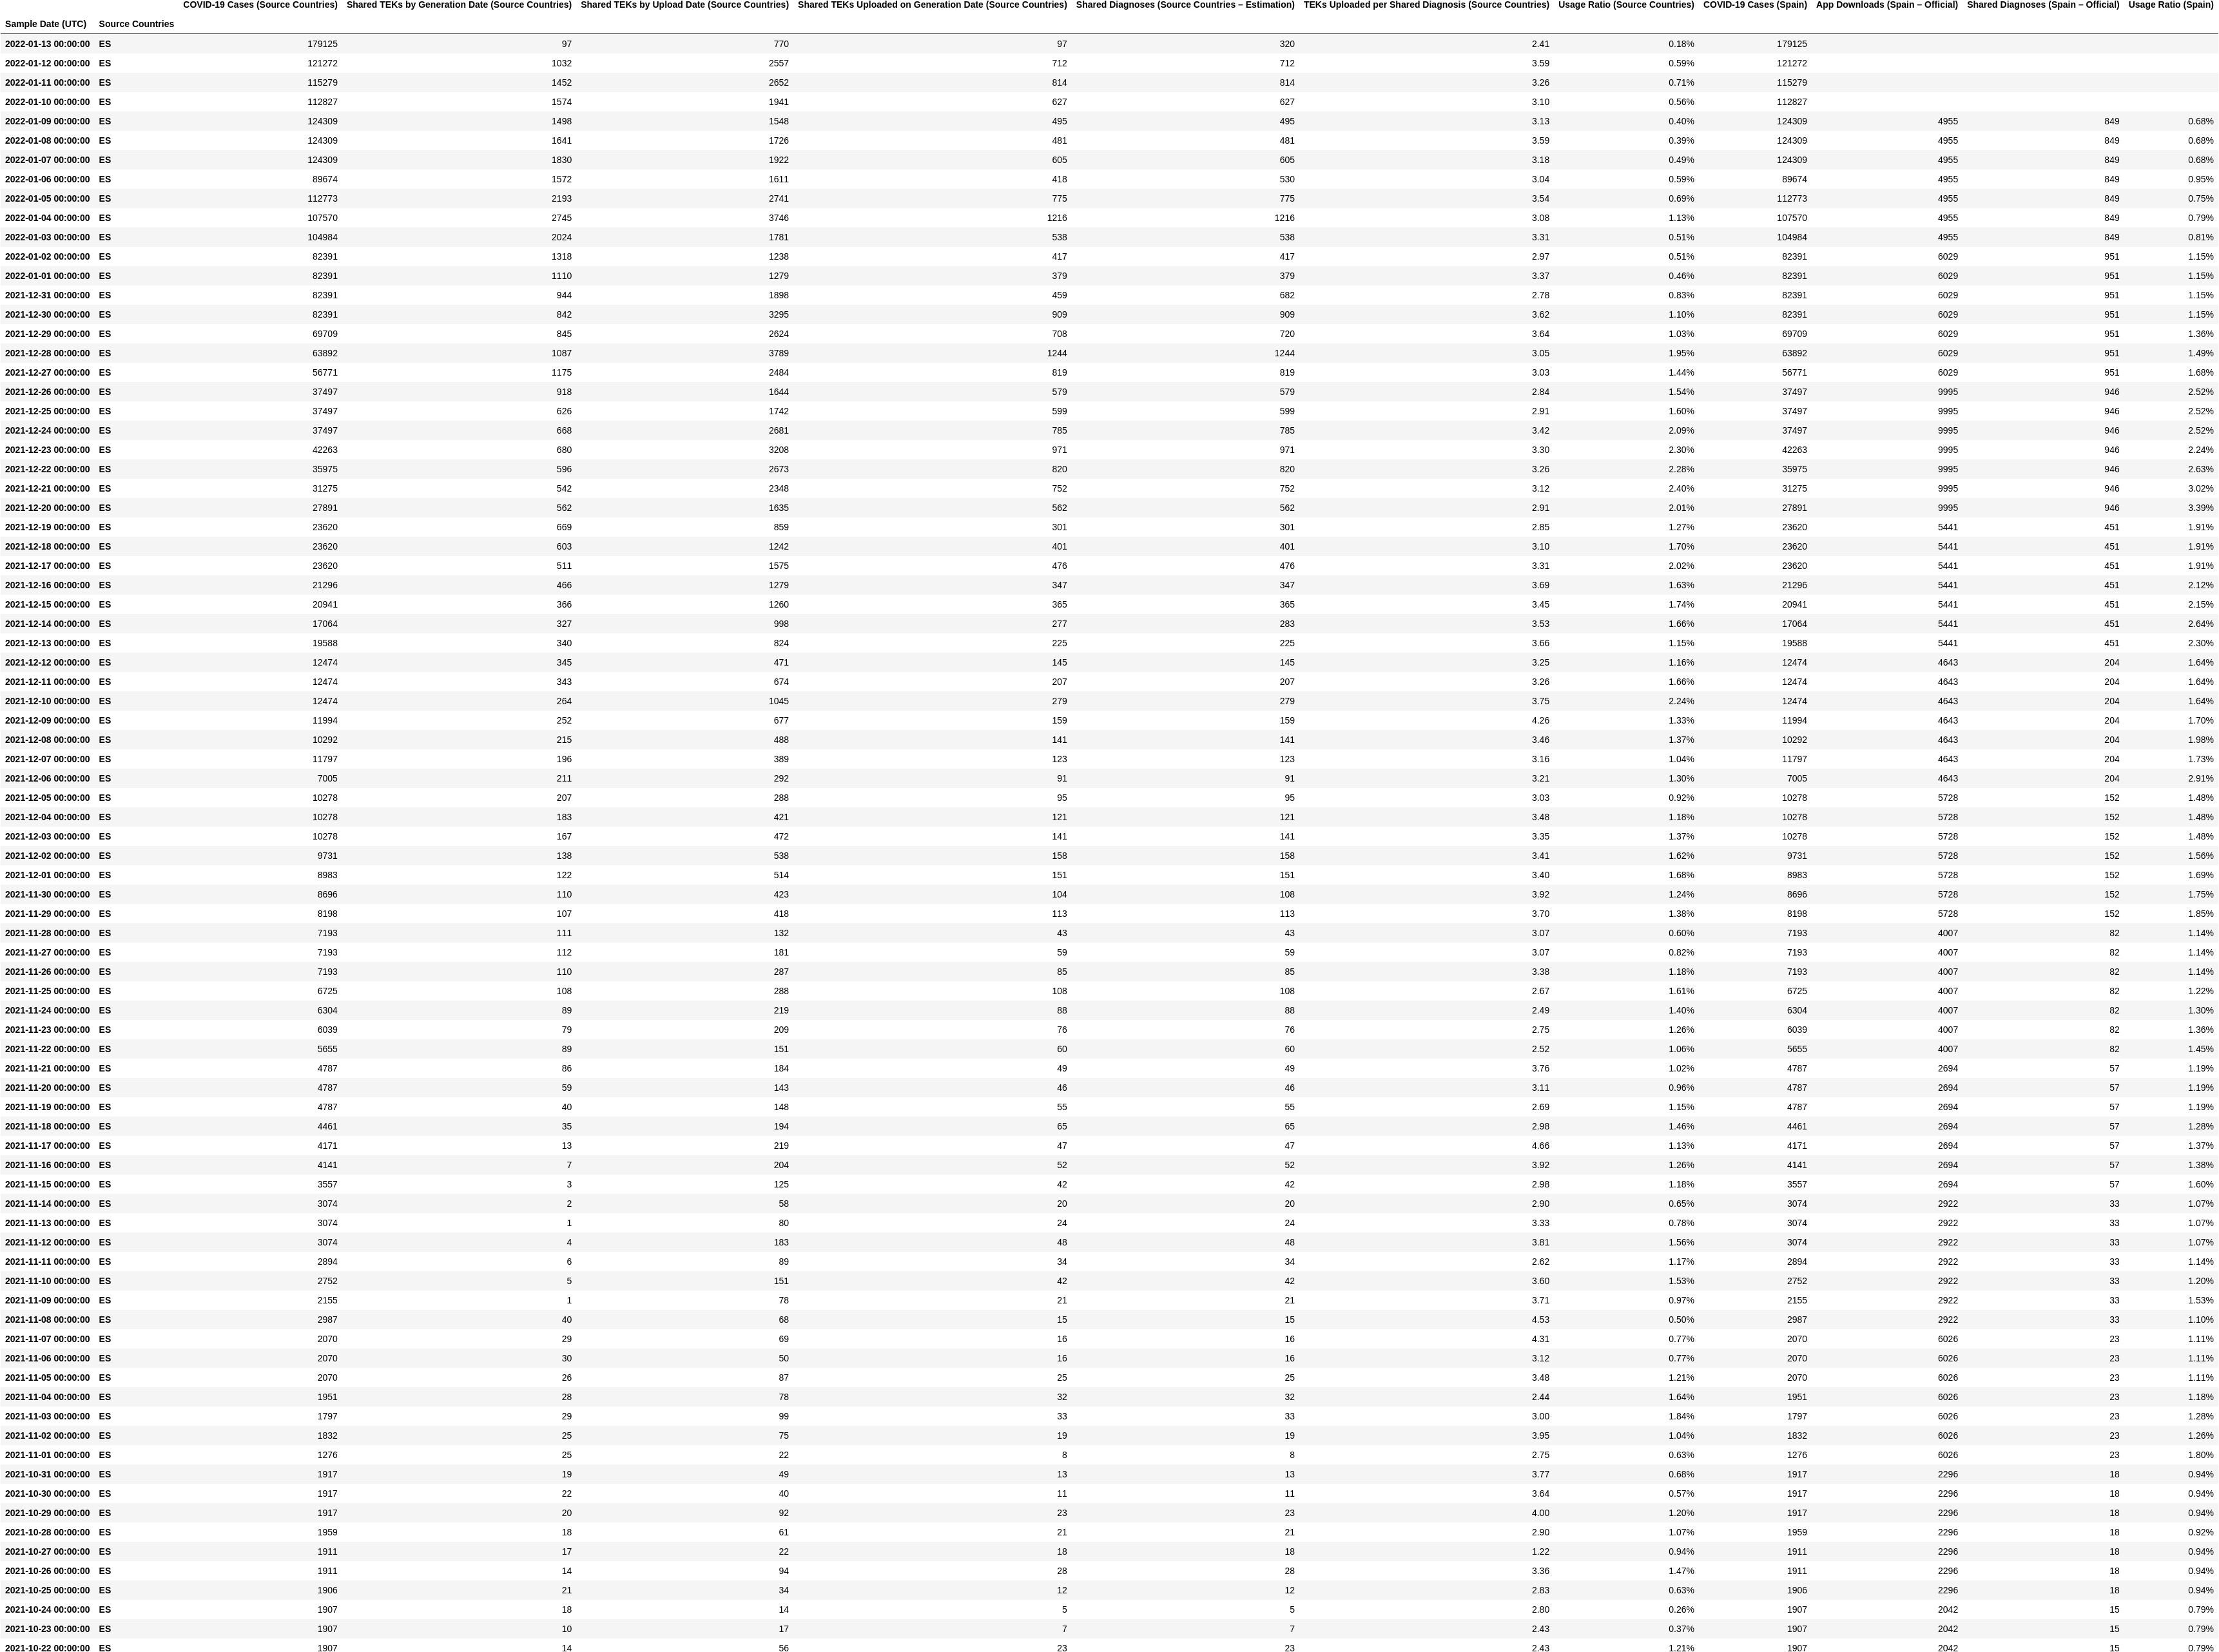 COVID-19 Cases (Source Countries) Shared TEKs by Generation Date (Source Countries) Shared TEKs by Upload Date (Source Countries) Shared TEKs Uploaded on Generation Date (Source Countries) Shared Diagnoses (Source Countries – Estimation) TEKs Uploaded per Shared Diagnosis (Source Countries) Usage Ratio (Source Countries) COVID-19 Cases (Spain) App Downloads (Spain – Official) Shared Diagnoses (Spain – Official) Usage Ratio (Spain)
Sample Date (UTC) Source Countries
2022-01-13 00:00:00 ES 179125 97 770 97 320 2.41 0.18% 179125
2022-01-12 00:00:00 ES 121272 1032 2557 712 712 3.59 0.59% 121272
2022-01-11 00:00:00 ES 115279 1452 2652 814 814 3.26 0.71% 115279
2022-01-10 00:00:00 ES 112827 1574 1941 627 627 3.10 0.56% 112827
2022-01-09 00:00:00 ES 124309 1498 1548 495 495 3.13 0.40% 124309 4955 849 0.68%
2022-01-08 00:00:00 ES 124309 1641 1726 481 481 3.59 0.39% 124309 4955 849 0.68%
2022-01-07 00:00:00 ES 124309 1830 1922 605 605 3.18 0.49% 124309 4955 849 0.68%
2022-01-06 00:00:00 ES 89674 1572 1611 418 530 3.04 0.59% 89674 4955 849 0.95%
2022-01-05 00:00:00 ES 112773 2193 2741 775 775 3.54 0.69% 112773 4955 849 0.75%
2022-01-04 00:00:00 ES 107570 2745 3746 1216 1216 3.08 1.13% 107570 4955 849 0.79%
2022-01-03 00:00:00 ES 104984 2024 1781 538 538 3.31 0.51% 104984 4955 849 0.81%
2022-01-02 00:00:00 ES 82391 1318 1238 417 417 2.97 0.51% 82391 6029 951 1.15%
2022-01-01 00:00:00 ES 82391 1110 1279 379 379 3.37 0.46% 82391 6029 951 1.15%
2021-12-31 00:00:00 ES 82391 944 1898 459 682 2.78 0.83% 82391 6029 951 1.15%
2021-12-30 00:00:00 ES 82391 842 3295 909 909 3.62 1.10% 82391 6029 951 1.15%
2021-12-29 00:00:00 ES 69709 845 2624 708 720 3.64 1.03% 69709 6029 951 1.36%
2021-12-28 00:00:00 ES 63892 1087 3789 1244 1244 3.05 1.95% 63892 6029 951 1.49%
2021-12-27 00:00:00 ES 56771 1175 2484 819 819 3.03 1.44% 56771 6029 951 1.68%
2021-12-26 00:00:00 ES 37497 918 1644 579 579 2.84 1.54% 37497 9995 946 2.52%
2021-12-25 00:00:00 ES 37497 626 1742 599 599 2.91 1.60% 37497 9995 946 2.52%
2021-12-24 00:00:00 ES 37497 668 2681 785 785 3.42 2.09% 37497 9995 946 2.52%
2021-12-23 00:00:00 ES 42263 680 3208 971 971 3.30 2.30% 42263 9995 946 2.24%
2021-12-22 00:00:00 ES 35975 596 2673 820 820 3.26 2.28% 35975 9995 946 2.63%
2021-12-21 00:00:00 ES 31275 542 2348 752 752 3.12 2.40% 31275 9995 946 3.02%
2021-12-20 00:00:00 ES 27891 562 1635 562 562 2.91 2.01% 27891 9995 946 3.39%
2021-12-19 00:00:00 ES 23620 669 859 301 301 2.85 1.27% 23620 5441 451 1.91%
2021-12-18 00:00:00 ES 23620 603 1242 401 401 3.10 1.70% 23620 5441 451 1.91%
2021-12-17 00:00:00 ES 23620 511 1575 476 476 3.31 2.02% 23620 5441 451 1.91%
2021-12-16 00:00:00 ES 21296 466 1279 347 347 3.69 1.63% 21296 5441 451 2.12%
2021-12-15 00:00:00 ES 20941 366 1260 365 365 3.45 1.74% 20941 5441 451 2.15%
2021-12-14 00:00:00 ES 17064 327 998 277 283 3.53 1.66% 17064 5441 451 2.64%
2021-12-13 00:00:00 ES 19588 340 824 225 225 3.66 1.15% 19588 5441 451 2.30%
2021-12-12 00:00:00 ES 12474 345 471 145 145 3.25 1.16% 12474 4643 204 1.64%
2021-12-11 00:00:00 ES 12474 343 674 207 207 3.26 1.66% 12474 4643 204 1.64%
2021-12-10 00:00:00 ES 12474 264 1045 279 279 3.75 2.24% 12474 4643 204 1.64%
2021-12-09 00:00:00 ES 11994 252 677 159 159 4.26 1.33% 11994 4643 204 1.70%
2021-12-08 00:00:00 ES 10292 215 488 141 141 3.46 1.37% 10292 4643 204 1.98%
2021-12-07 00:00:00 ES 11797 196 389 123 123 3.16 1.04% 11797 4643 204 1.73%
2021-12-06 00:00:00 ES 7005 211 292 91 91 3.21 1.30% 7005 4643 204 2.91%
2021-12-05 00:00:00 ES 10278 207 288 95 95 3.03 0.92% 10278 5728 152 1.48%
2021-12-04 00:00:00 ES 10278 183 421 121 121 3.48 1.18% 10278 5728 152 1.48%
2021-12-03 00:00:00 ES 10278 167 472 141 141 3.35 1.37% 10278 5728 152 1.48%
2021-12-02 00:00:00 ES 9731 138 538 158 158 3.41 1.62% 9731 5728 152 1.56%
2021-12-01 00:00:00 ES 8983 122 514 151 151 3.40 1.68% 8983 5728 152 1.69%
2021-11-30 00:00:00 ES 8696 110 423 104 108 3.92 1.24% 8696 5728 152 1.75%
2021-11-29 00:00:00 ES 8198 107 418 113 113 3.70 1.38% 8198 5728 152 1.85%
2021-11-28 00:00:00 ES 7193 111 132 43 43 3.07 0.60% 7193 4007 82 1.14%
2021-11-27 00:00:00 ES 7193 112 181 59 59 3.07 0.82% 7193 4007 82 1.14%
2021-11-26 00:00:00 ES 7193 110 287 85 85 3.38 1.18% 7193 4007 82 1.14%
2021-11-25 00:00:00 ES 6725 108 288 108 108 2.67 1.61% 6725 4007 82 1.22%
2021-11-24 00:00:00 ES 6304 89 219 88 88 2.49 1.40% 6304 4007 82 1.30%
2021-11-23 00:00:00 ES 6039 79 209 76 76 2.75 1.26% 6039 4007 82 1.36%
2021-11-22 00:00:00 ES 5655 89 151 60 60 2.52 1.06% 5655 4007 82 1.45%
2021-11-21 00:00:00 ES 4787 86 184 49 49 3.76 1.02% 4787 2694 57 1.19%
2021-11-20 00:00:00 ES 4787 59 143 46 46 3.11 0.96% 4787 2694 57 1.19%
2021-11-19 00:00:00 ES 4787 40 148 55 55 2.69 1.15% 4787 2694 57 1.19%
2021-11-18 00:00:00 ES 4461 35 194 65 65 2.98 1.46% 4461 2694 57 1.28%
2021-11-17 00:00:00 ES 4171 13 219 47 47 4.66 1.13% 4171 2694 57 1.37%
2021-11-16 00:00:00 ES 4141 7 204 52 52 3.92 1.26% 4141 2694 57 1.38%
2021-11-15 00:00:00 ES 3557 3 125 42 42 2.98 1.18% 3557 2694 57 1.60%
2021-11-14 00:00:00 ES 3074 2 58 20 20 2.90 0.65% 3074 2922 33 1.07%
2021-11-13 00:00:00 ES 3074 1 80 24 24 3.33 0.78% 3074 2922 33 1.07%
2021-11-12 00:00:00 ES 3074 4 183 48 48 3.81 1.56% 3074 2922 33 1.07%
2021-11-11 00:00:00 ES 2894 6 89 34 34 2.62 1.17% 2894 2922 33 1.14%
2021-11-10 00:00:00 ES 2752 5 151 42 42 3.60 1.53% 2752 2922 33 1.20%
2021-11-09 00:00:00 ES 2155 1 78 21 21 3.71 0.97% 2155 2922 33 1.53%
2021-11-08 00:00:00 ES 2987 40 68 15 15 4.53 0.50% 2987 2922 33 1.10%
2021-11-07 00:00:00 ES 2070 29 69 16 16 4.31 0.77% 2070 6026 23 1.11%
2021-11-06 00:00:00 ES 2070 30 50 16 16 3.12 0.77% 2070 6026 23 1.11%
2021-11-05 00:00:00 ES 2070 26 87 25 25 3.48 1.21% 2070 6026 23 1.11%
2021-11-04 00:00:00 ES 1951 28 78 32 32 2.44 1.64% 1951 6026 23 1.18%
2021-11-03 00:00:00 ES 1797 29 99 33 33 3.00 1.84% 1797 6026 23 1.28%
2021-11-02 00:00:00 ES 1832 25 75 19 19 3.95 1.04% 1832 6026 23 1.26%
2021-11-01 00:00:00 ES 1276 25 22 8 8 2.75 0.63% 1276 6026 23 1.80%
2021-10-31 00:00:00 ES 1917 19 49 13 13 3.77 0.68% 1917 2296 18 0.94%
2021-10-30 00:00:00 ES 1917 22 40 11 11 3.64 0.57% 1917 2296 18 0.94%
2021-10-29 00:00:00 ES 1917 20 92 23 23 4.00 1.20% 1917 2296 18 0.94%
2021-10-28 00:00:00 ES 1959 18 61 21 21 2.90 1.07% 1959 2296 18 0.92%
2021-10-27 00:00:00 ES 1911 17 22 18 18 1.22 0.94% 1911 2296 18 0.94%
2021-10-26 00:00:00 ES 1911 14 94 28 28 3.36 1.47% 1911 2296 18 0.94%
2021-10-25 00:00:00 ES 1906 21 34 12 12 2.83 0.63% 1906 2296 18 0.94%
2021-10-24 00:00:00 ES 1907 18 14 5 5 2.80 0.26% 1907 2042 15 0.79%
2021-10-23 00:00:00 ES 1907 10 17 7 7 2.43 0.37% 1907 2042 15 0.79%
2021-10-22 00:00:00 ES 1907 14 56 23 23 2.43 1.21% 1907 2042 15 0.79%